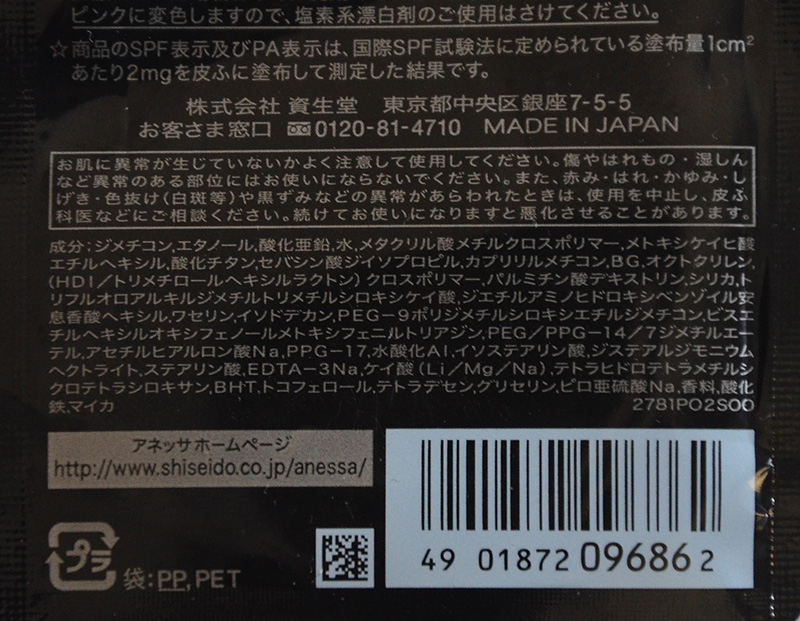 ピンクに変色しますので、塩素系漂白剤のご使用はさけてください。
☆商品のSPF表示及びPA表示は、国際SPF試験法に定められている塗布量1cm²
あたり2mgを皮ふに塗布して測定した結果です。
株式会社 資生堂　東京都中央区銀座7-5-5
お客さま窓口 0120-81-4710　MADE IN JAPAN
お肌に異常が生じていないかよく注意して使用してください。傷やはれもの・湿しん
など異常のある部位にはお使いにならないでください。また、赤み・はれ・かゆみ・し
げき・色抜け(白斑等)や黒ずみなどの異常があらわれたときは、使用を中止し、皮ふ
科医などにご相談ください。続けてお使いになりますと悪化させることがあります。
成分:ジメチコン,エタノール,酸化亜鉛,水,メタクリル酸メチルクロスポリマー,メトキシケイヒ酸
エチルヘキシル,酸化チタン,セバシン酸ジイソプロピル,カプリリルメチコン,BG,オクトクリレン,
(HDI/トリメチロールヘキシルラクトン)クロスポリマー,パルミチン酸デキストリン,シリカ,ト
リフルオロアルキルジメチルトリメチルシロキシケイ酸,ジエチルアミノヒドロキシベンゾイル安
息香酸ヘキシル,ワセリン,イソドデカン,PEG-9ポリジメチルシロキシエチルジメチコン,ビスエ
チルヘキシルオキシフェノールメトキシフェニルトリアジン,PEG/PPG-14/7ジメチルエー
テル,アセチルヒアルロン酸Na,PPG-17,水酸化Al,イソステアリン酸,ジステアルジモニウム
ヘクトライト,ステアリン酸,EDTA-3Na,ケイ酸(Li/Mg/Na),テトラヒドロテトラメチルシ
クロテトラシロキサン,BHT,トコフェロール,テトラデセン,グリセリン,ピロ亜硫酸Na,香料,酸化
鉄,マイカ　2781P02S00
アネッサホームページ
http://www.shiseido.co.jp/anessa/
プラ
袋:PP,PET
49 01872 09686 2